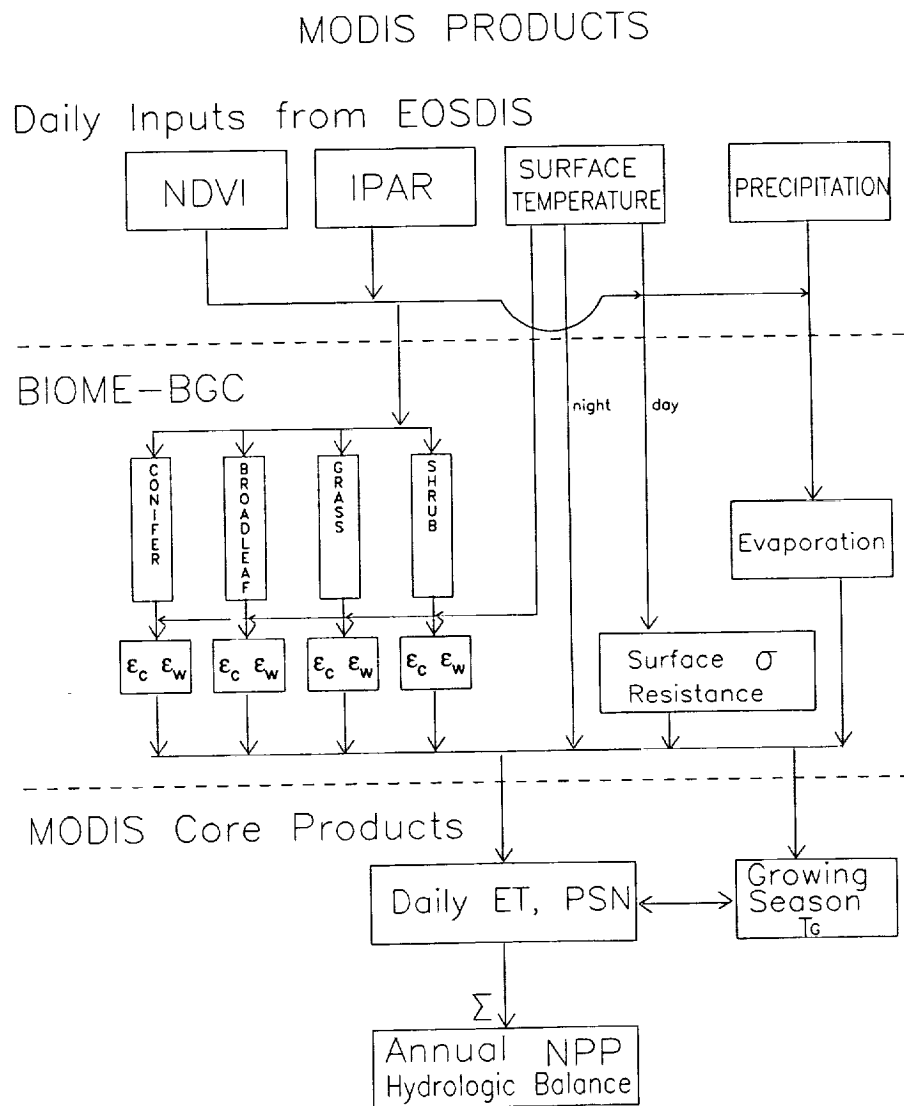 MODIS PRODUCTS
Daily Inputs from EOSDIS
NDVI
IPAR
SURFACE
TEMPERATURE
PRECIPITATION
BIOME-BGC
night
day
CONIFER
BROADLEAF
GRASS
SHRUB
Evaporation
εc εw
εc εw
εc εw
εc εw
Surface σ
Resistance
MODIS Core Products
Daily ET, PSN
Growing
Season
TG
Σ
Annual NPP
Hydrologic Balance